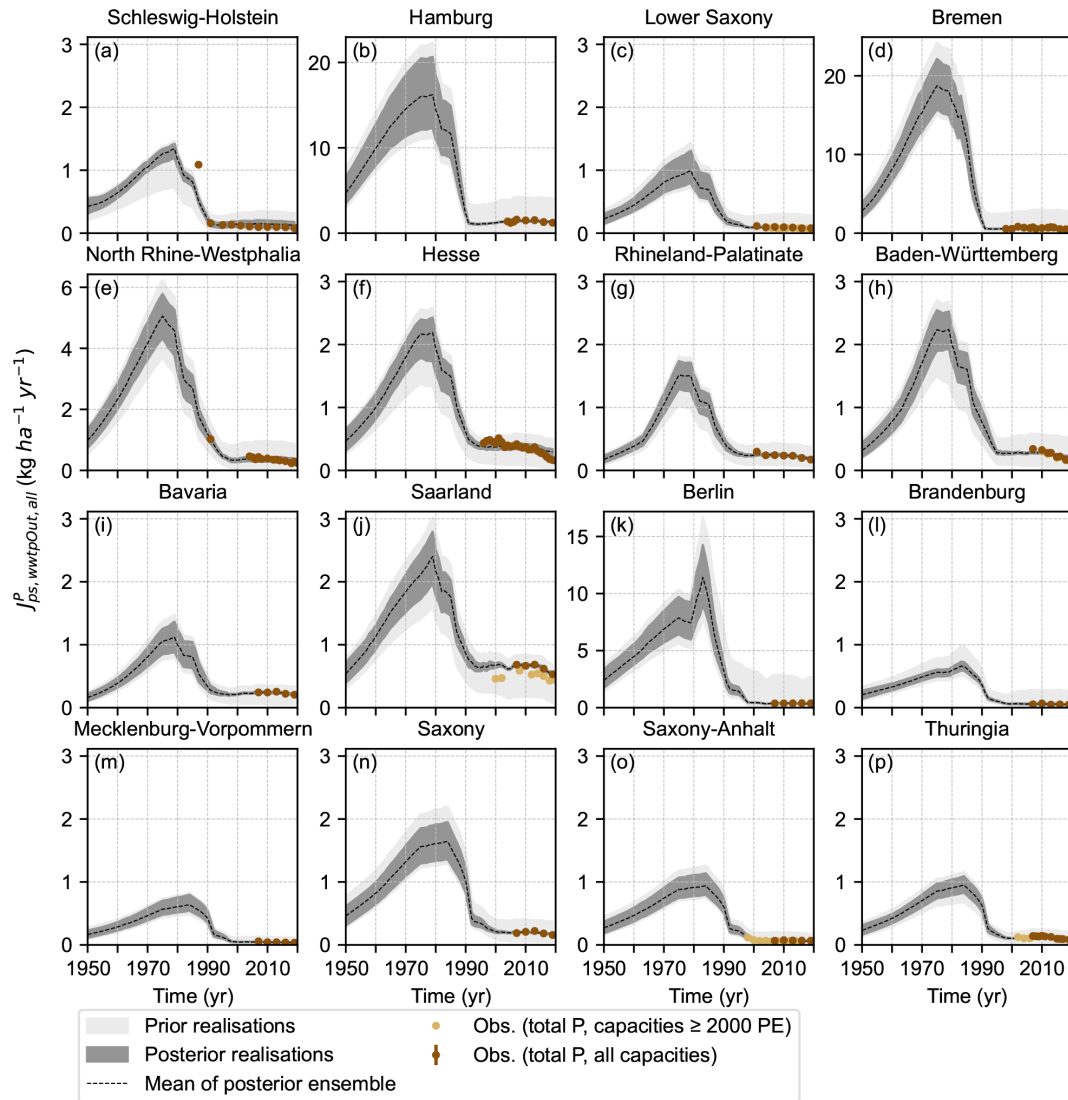 Schleswig-Holstein Hamburg Lower Saxony Bremen
(a) (b) (c) (d)
3 2 1 0
20 10 0
3 2 1 0
20 10 0
North Rhine-Westphalia Hesse Rhineland-Palatinate Baden-Württemberg
(e) (f) (g) (h)
6 4 2 0
3 2 1 0
3 2 1 0
3 2 1 0
J^P_{ps, wwtpOut, all} (kg ha⁻¹ yr⁻¹)
Bavaria Saarland Berlin Brandenburg
(i) (j) (k) (l)
3 2 1 0
3 2 1 0
15 10 5 0
3 2 1 0
Mecklenburg-Vorpommern Saxony Saxony-Anhalt Thuringia
(m) (n) (o) (p)
3 2 1 0
3 2 1 0
3 2 1 0
3 2 1 0
1950 1970 1990 2010 1950 1970 1990 2010 1950 1970 1990 2010 1950 1970 1990 2010
Time (yr) Time (yr) Time (yr) Time (yr)
Prior realisations
Posterior realisations
Mean of posterior ensemble
Obs. (total P, capacities ≥ 2000 PE)
Obs. (total P, all capacities)